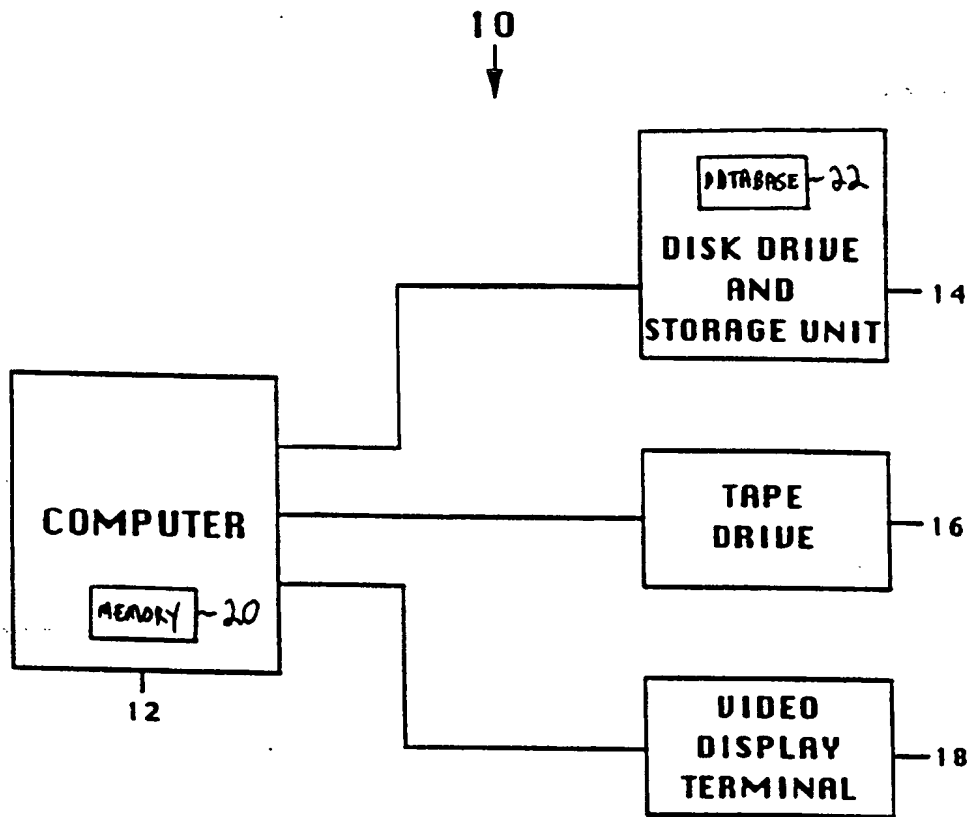 10
DATABASE 22
DISK DRIVE
AND
STORAGE UNIT
14
TAPE
DRIVE
16
COMPUTER
MEMORY 20
12
VIDEO
DISPLAY
TERMINAL
18